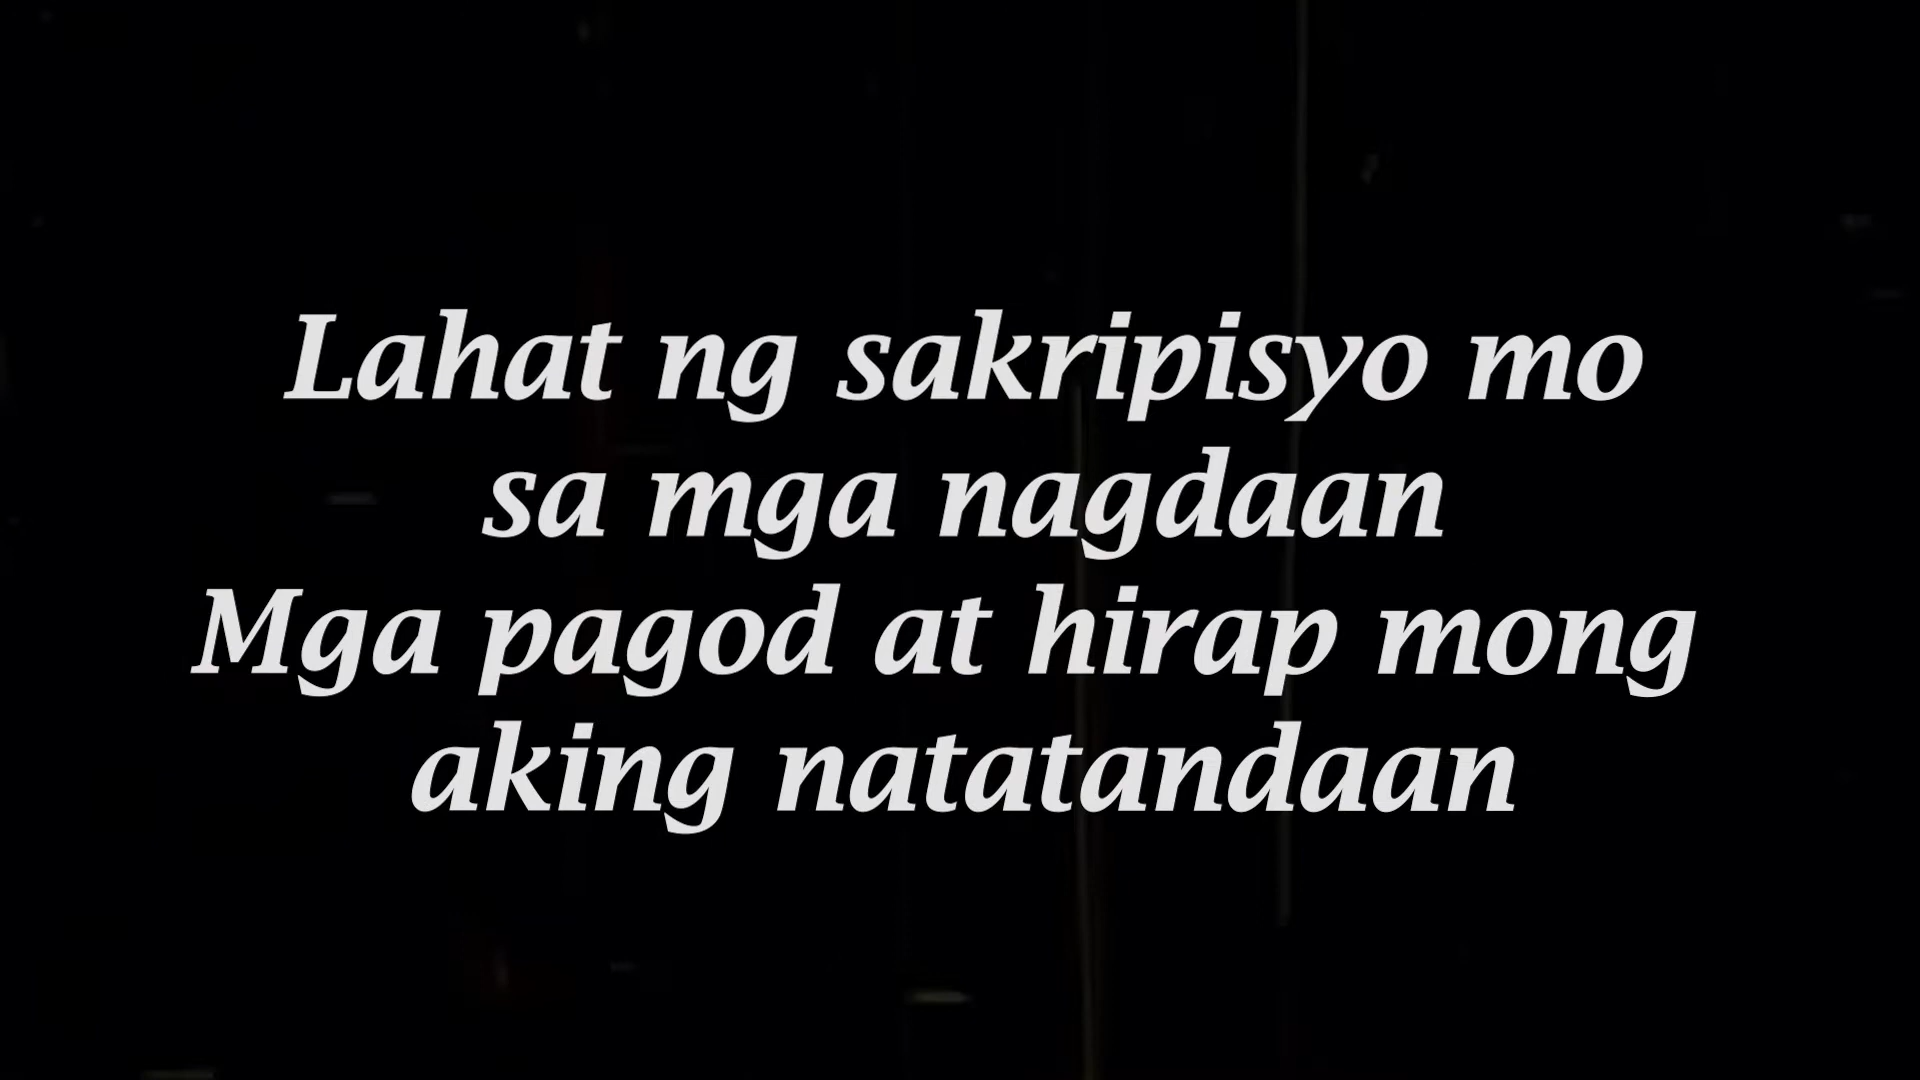 Lahat ng sakripisyo mo
sa mga nagdaan
Mga pagod at hirap mong
aking natatandaan